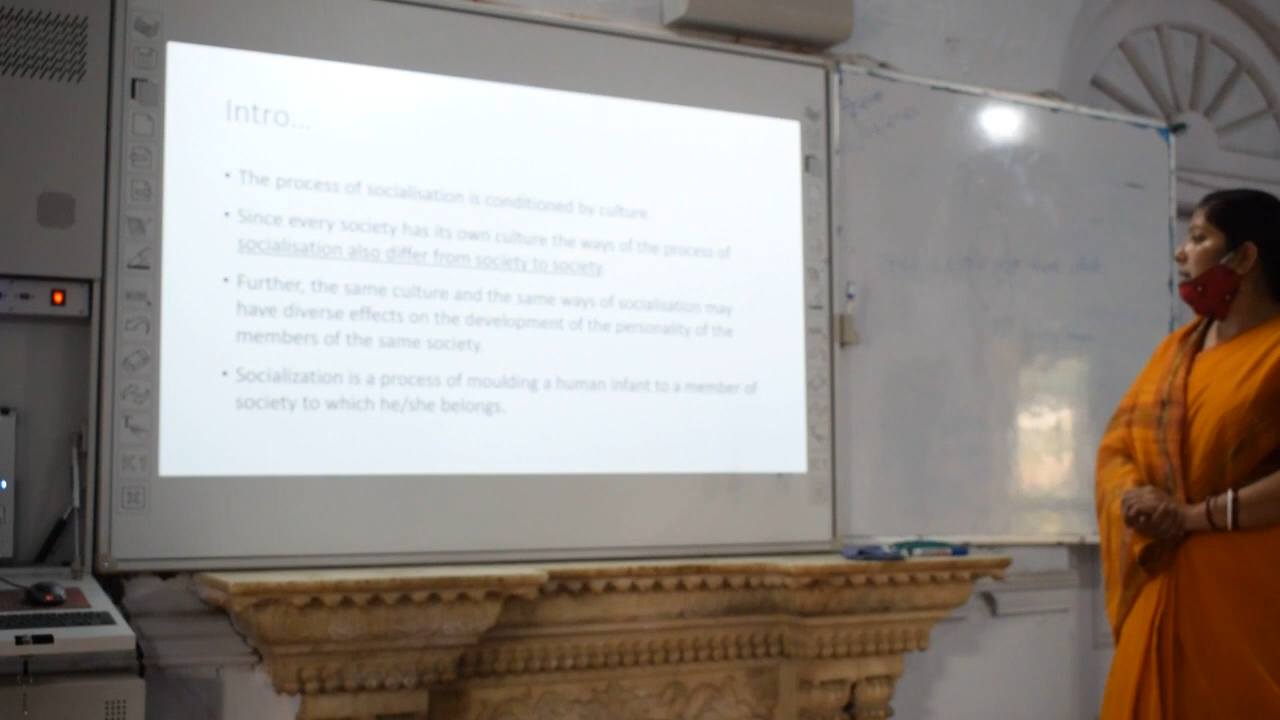 Intro...
• The process of socialisation is conditioned by culture.
• Since every society has its own culture the ways of the process of
socialisation also differ from society to society.
• Further, the same culture and the same ways of socialisation may
have diverse effects on the development of the personality of the
members of the same society.
• Socialization is a process of moulding a human infant to a member of
society to which he/she belongs.